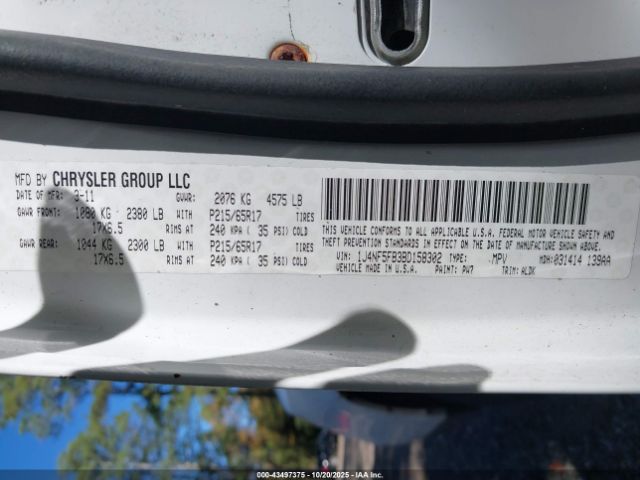 MFD BY CHRYSLER GROUP LLC
DATE OF MFR: 3-11 GVWR: 2076 KG 4575 LB
GAWR FRONT: 1080 KG 2380 LB WITH P215/65R17 TIRES
17X6.5 RIMS AT 240 KPA ( 35 PSI) COLD
GAWR REAR: 1044 KG 2300 LB WITH P215/65R17 TIRES
17X6.5 RIMS AT 240 KPA ( 35 PSI) COLD
THIS VEHICLE CONFORMS TO ALL APPLICABLE U.S.A. FEDERAL MOTOR VEHICLE SAFETY, BUMPER AND
THEFT PREVENTION STANDARDS IN EFFECT ON THE DATE OF MANUFACTURE SHOWN ABOVE.
VIN: 1J4NF5FB3BD158302 TYPE: MPV MDH:031414 139AA
VEHICLE MADE IN U.S.A. PAINT: PW7 TRIM: ALDK
000-43497375 - 10/20/2025 - IAAI.COM